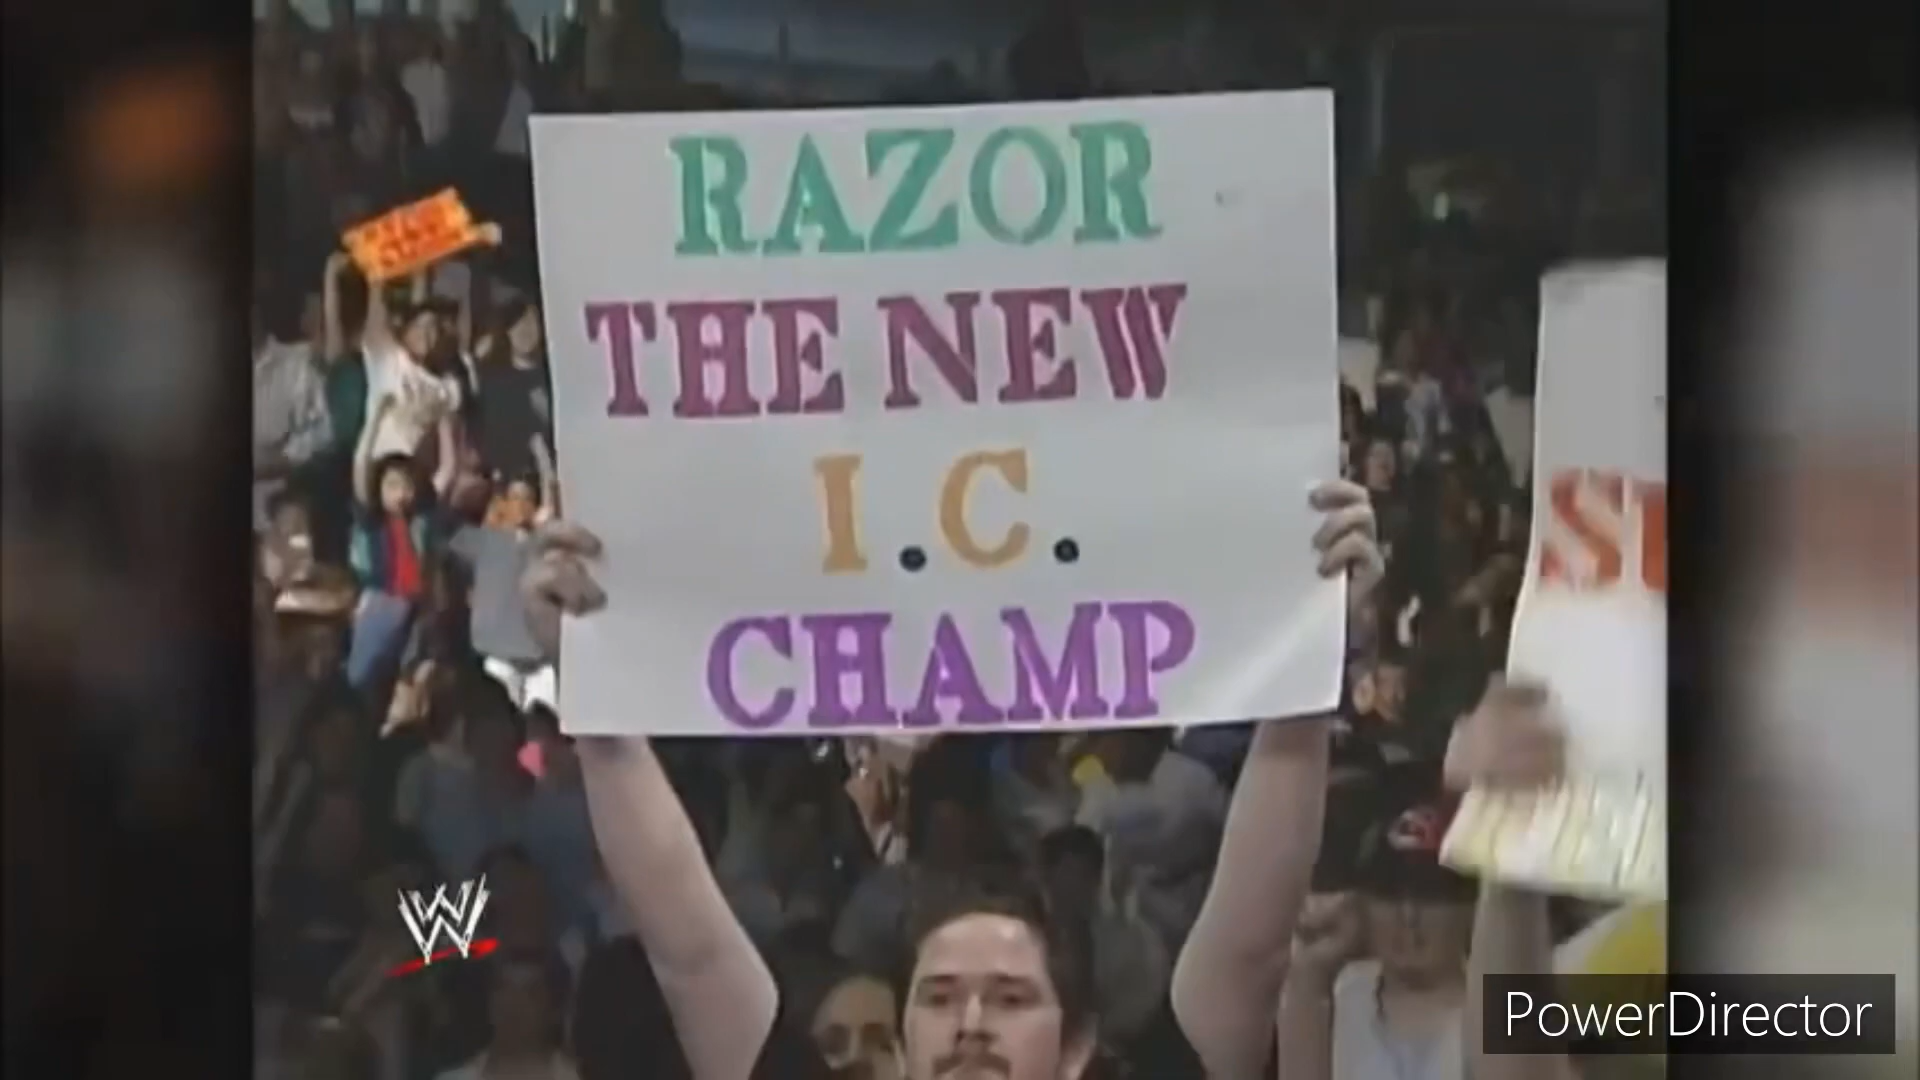 RAZOR
THE NEW
I.C.
CHAMP
W
PowerDirector